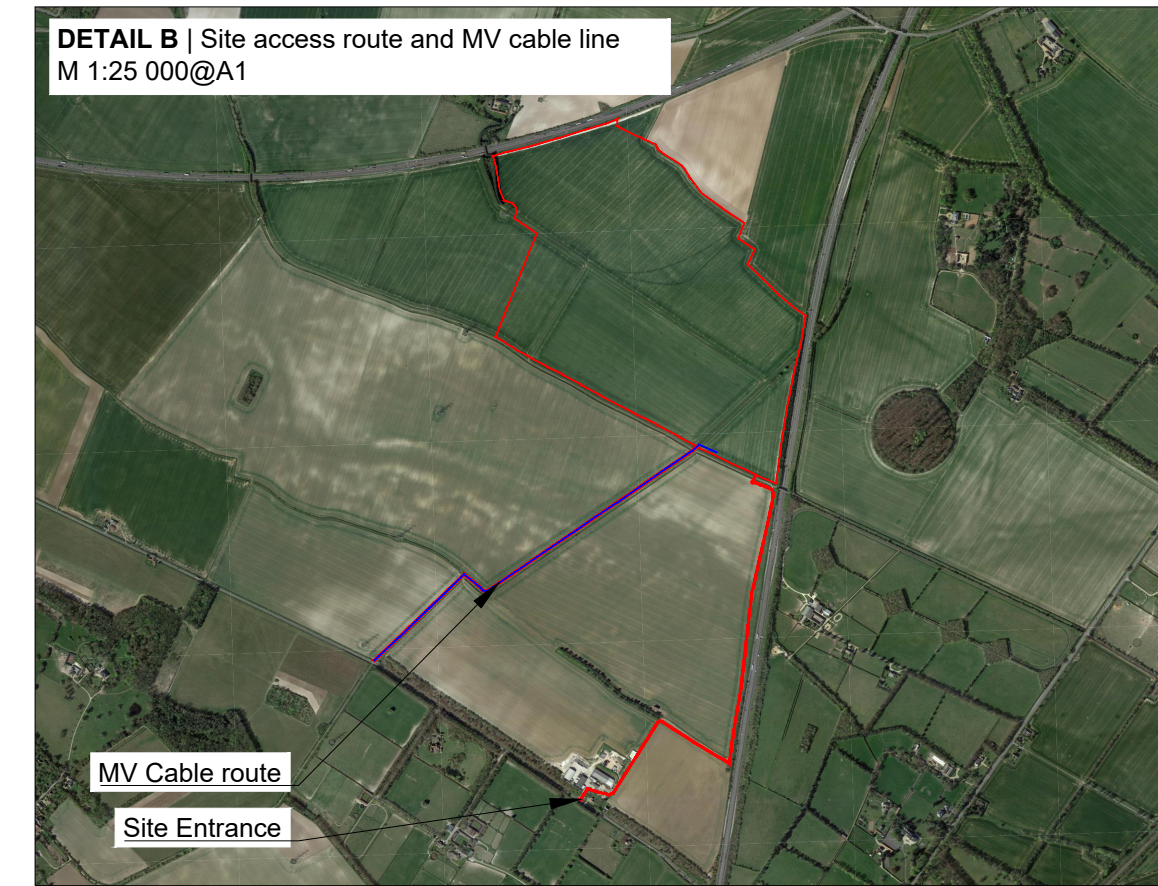 DETAIL B | Site access route and MV cable line
M 1:25 000@A1
MV Cable route
Site Entrance